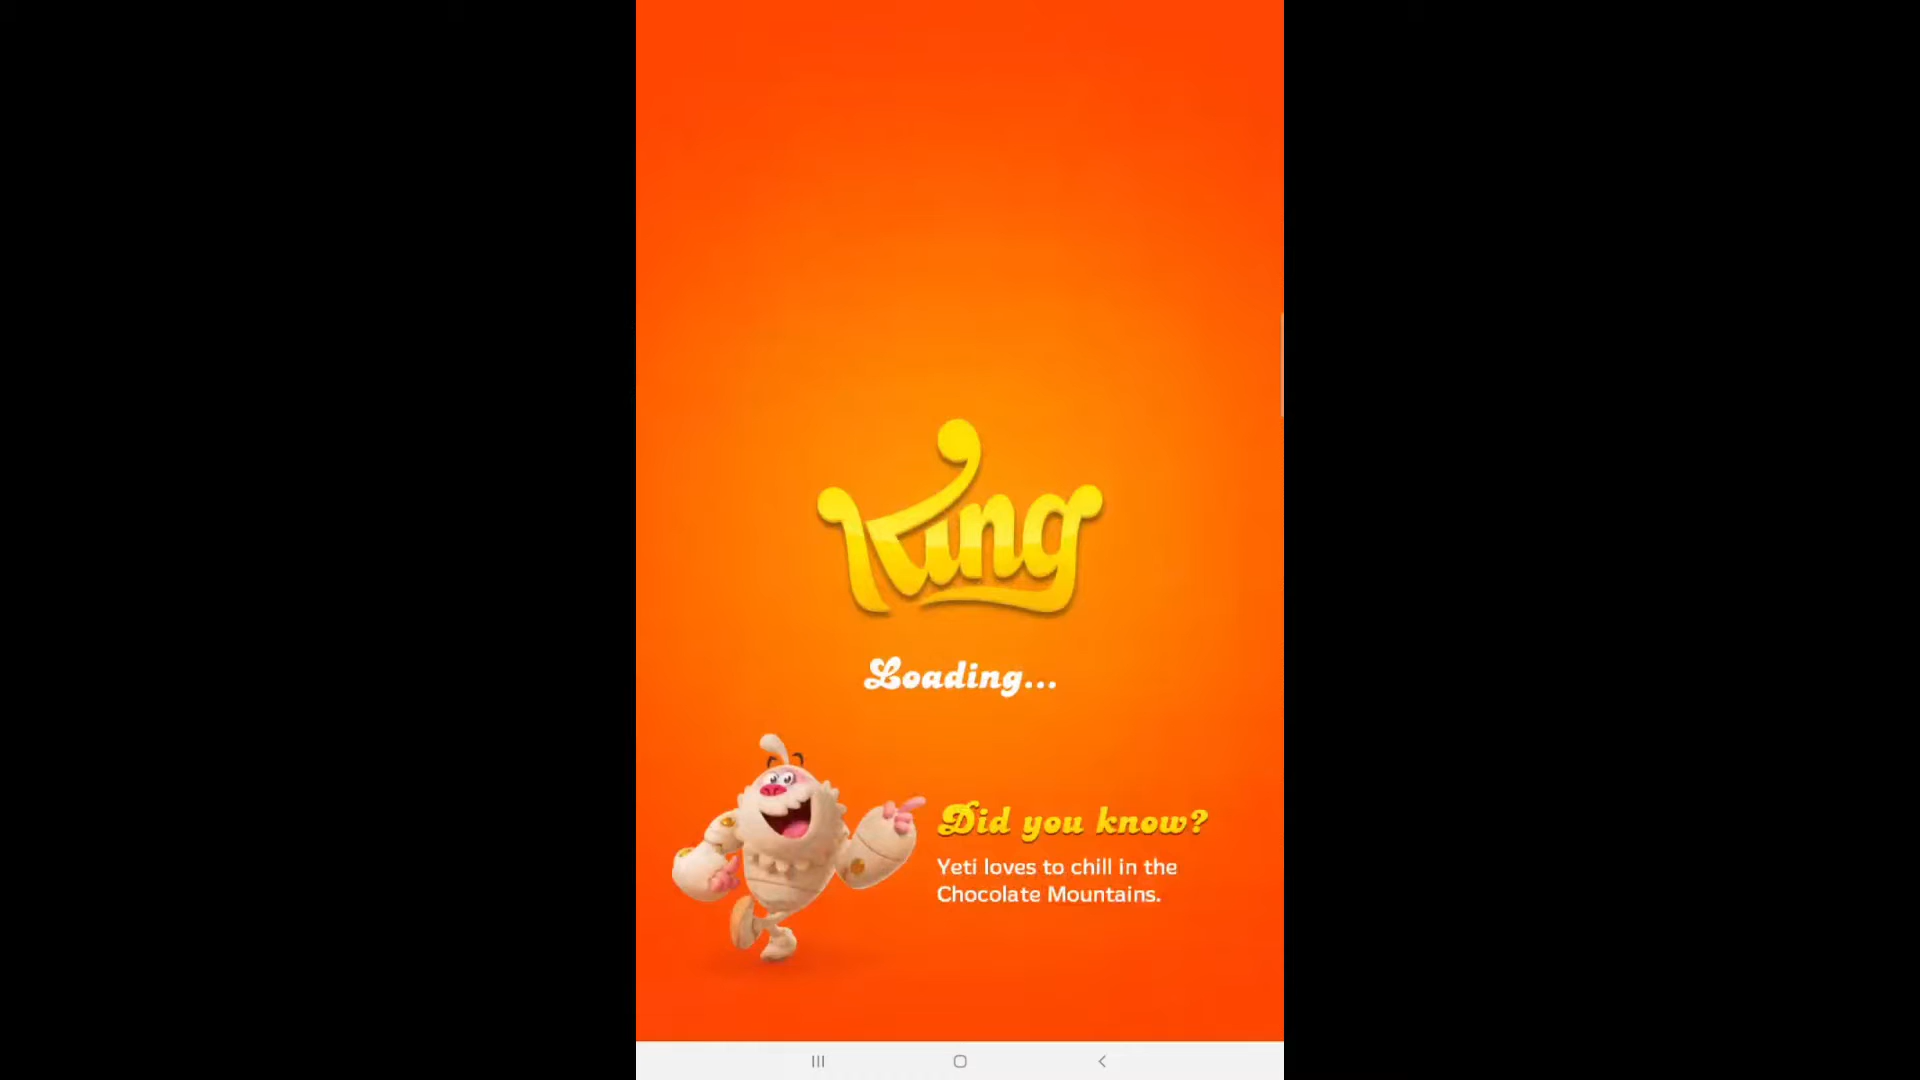 King
Loading...
Did you know?
Yeti loves to chill in the
Chocolate Mountains.